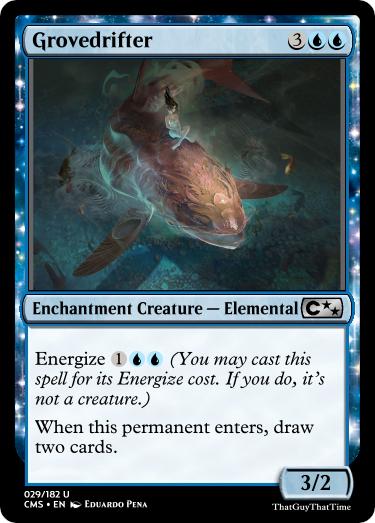 Grovedrifter 3
Enchantment Creature — Elemental C
Energize 1 (You may cast this
spell for its Energize cost. If you do, it's
not a creature.)
When this permanent enters, draw
two cards.
3/2
029/182 U
CMS • EN Eduardo Pena
ThatGuyThatTime